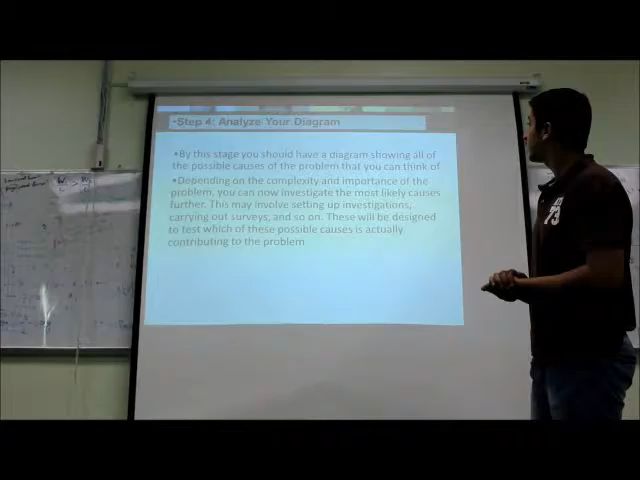 •Step 4: Analyze Your Diagram
•By this stage you should have a diagram showing all of
the possible causes of the problem that you can think of
•Depending on the complexity and importance of the
problem, you can now investigate the most likely causes
further. This may involve setting up investigations,
carrying out surveys, and so on. These will be designed
to test which of these possible causes is actually
contributing to the problem
73